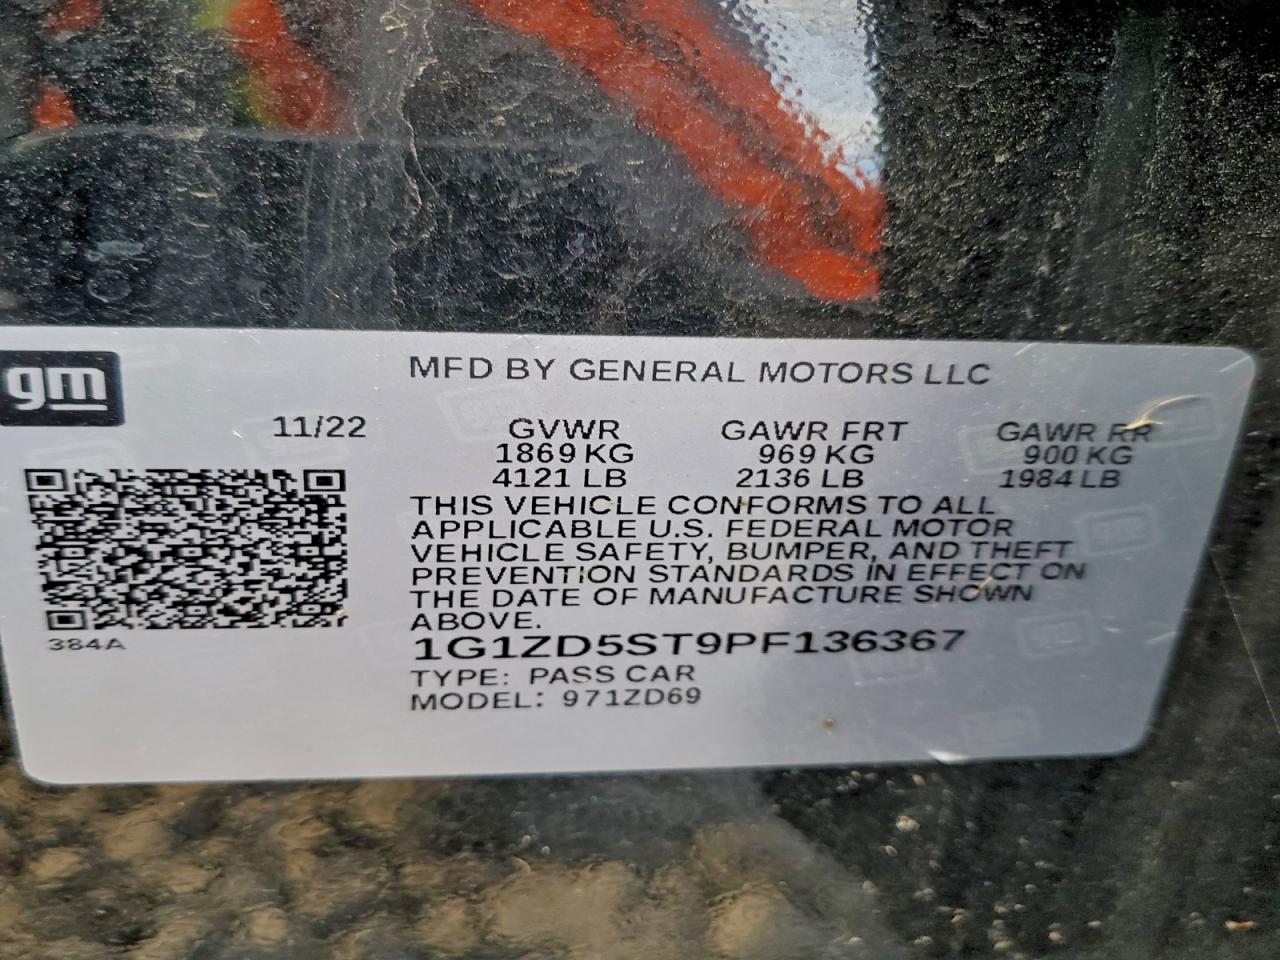 gm
MFD BY GENERAL MOTORS LLC
11/22 GVWR GAWR FRT GAWR RR
1869 KG 969 KG 900 KG
4121 LB 2136 LB 1984 LB
THIS VEHICLE CONFORMS TO ALL
APPLICABLE U.S. FEDERAL MOTOR
VEHICLE SAFETY, BUMPER, AND THEFT
PREVENTION STANDARDS IN EFFECT ON
THE DATE OF MANUFACTURE SHOWN
ABOVE.
384A
1G1ZD5ST9PF136367
TYPE: PASS CAR
MODEL: 971ZD69